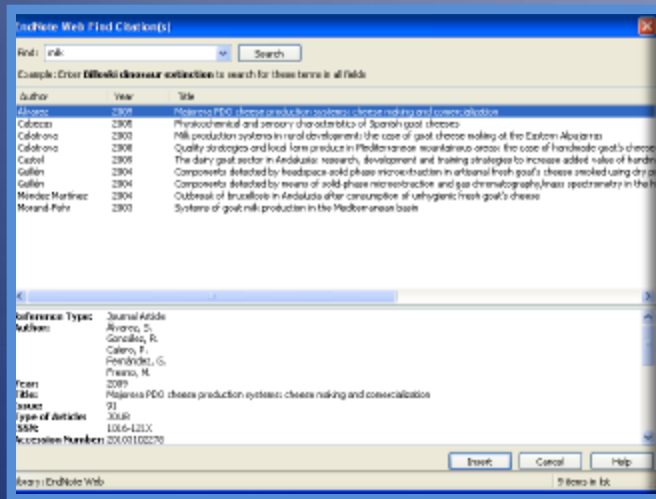 EndNote Web Find Citation(s)
Find: milk Search
Example: Enter Billoski dinosaur extinction to search for these terms in all fields
Author Year Title
Álvarez 2009 Majorera PDO cheese production systems: cheese making and comercialization
Cabezas 2005 Physicochemical and sensory characteristics of Spanish goat cheeses
Calatrava 2003 Milk production systems in rural development: the case of goat cheese making at the Eastern Alpujarras
Calatrava 2008 Quality strategies and local farm produce in Mediterranean mountainous areas: the case of handmade goat's cheese
Castel 2009 The dairy goat sector in Andalusia: research, development and training strategies to increase added value of handm
Guillén 2004 Components detected by headspace-solid phase microextraction in artisanal fresh goat's cheese smoked using dry
Guillén 2004 Components detected by means of solid-phase microextraction and gas chromatography/mass spectrometry in the h
Méndez Martínez 2004 Outbreak of brucellosis in Andalusia after consumption of unhygienic fresh goat's cheese
Morand-Fehr 2003 Systems of goat milk production in the Mediterranean basin
Reference Type: Journal Article
Author: Álvarez, S.
González, R.
Calero, P.
Fernández, G.
Fresno, M.
Year: 2009
Title: Majorera PDO cheese production systems: cheese making and comercialization
Issue: 91
Type of Article: JOUR
ISSN: 1016-121X
Accession Number: 20103102278
Insert Cancel Help
ibrary: EndNote Web 9 items in list